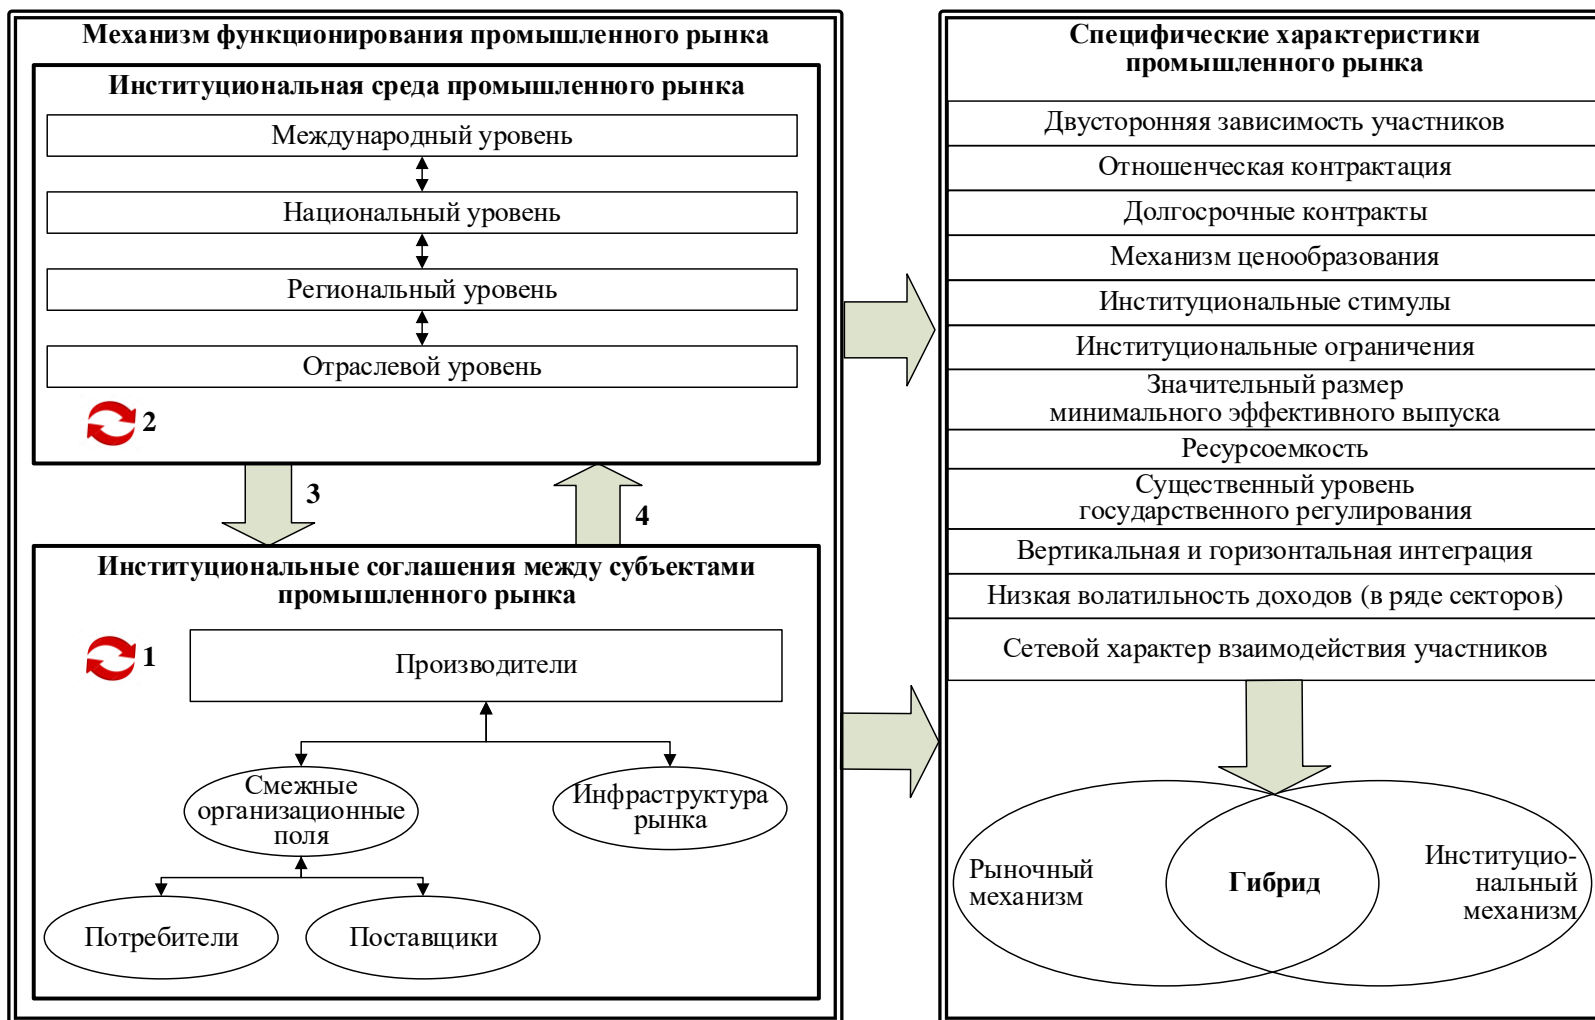 Механизм функционирования промышленного рынка
Институциональная среда промышленного рынка
Международный уровень
Национальный уровень
Региональный уровень
Отраслевой уровень
2
3
4
Институциональные соглашения между субъектами
промышленного рынка
1
Производители
Смежные
организационные
поля
Инфраструктура
рынка
Потребители
Поставщики
Специфические характеристики
промышленного рынка
Двусторонняя зависимость участников
Отношенческая контрактация
Долгосрочные контракты
Механизм ценообразования
Институциональные стимулы
Институциональные ограничения
Значительный размер
минимального эффективного выпуска
Ресурсоемкость
Существенный уровень
государственного регулирования
Вертикальная и горизонтальная интеграция
Низкая волатильность доходов (в ряде секторов)
Сетевой характер взаимодействия участников
Рыночный
механизм
Гибрид
Институцио-
нальный
механизм